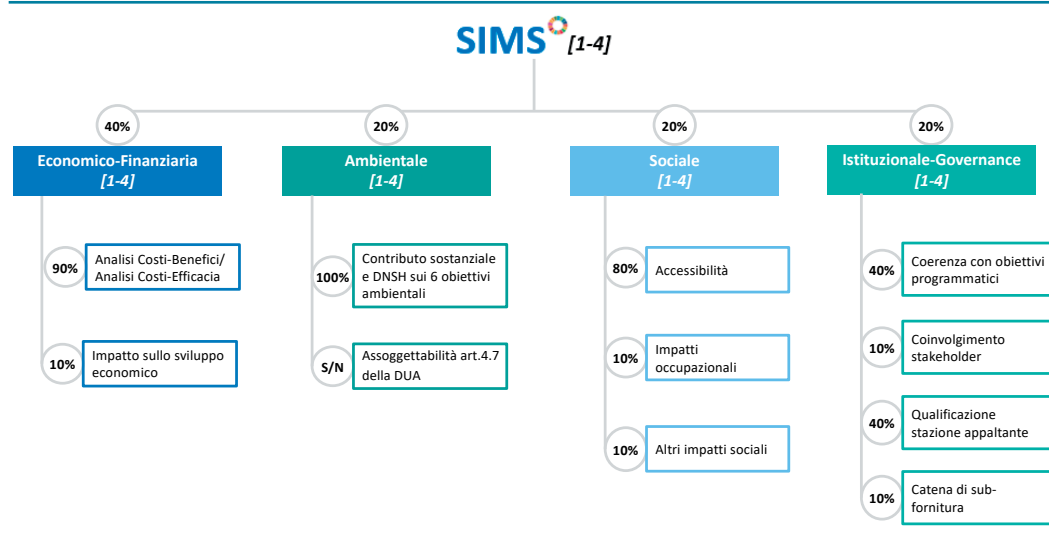 SIMS [1-4]
40%
Economico-Finanziaria
[1-4]
90%
Analisi Costi-Benefici/
Analisi Costi-Efficacia
10%
Impatto sullo sviluppo
economico
20%
Ambientale
[1-4]
100%
Contributo sostanziale
e DNSH sui 6 obiettivi
ambientali
S/N
Assoggettabilità art.4.7
della DUA
20%
Sociale
[1-4]
80%
Accessibilità
10%
Impatti
occupazionali
10%
Altri impatti sociali
20%
Istituzionale-Governance
[1-4]
40%
Coerenza con obiettivi
programmatici
10%
Coinvolgimento
stakeholder
40%
Qualificazione
stazione appaltante
10%
Catena di sub-
fornitura